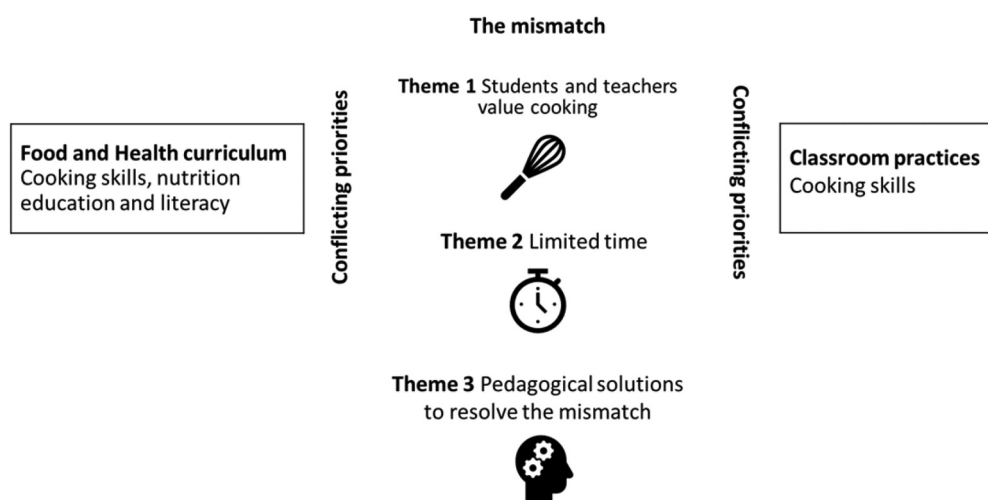 The mismatch
Theme 1 Students and teachers
value cooking
Conflicting priorities
Conflicting priorities
Food and Health curriculum
Cooking skills, nutrition
education and literacy
Classroom practices
Cooking skills
Theme 2 Limited time
Theme 3 Pedagogical solutions
to resolve the mismatch